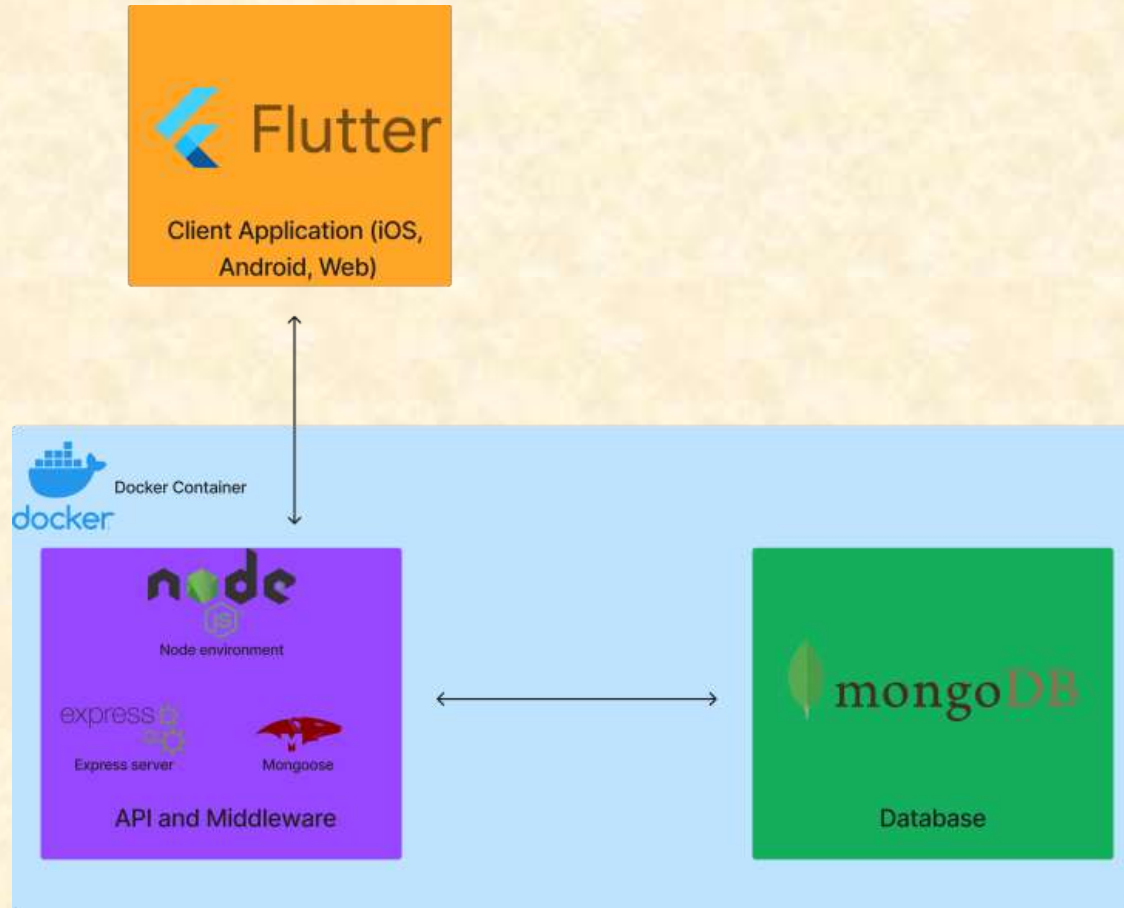 Flutter
Client Application (iOS,
Android, Web)
docker
Docker Container
node
JS
Node environment
express
JS
Express server
M
Mongoose
API and Middleware
mongoDB
Database